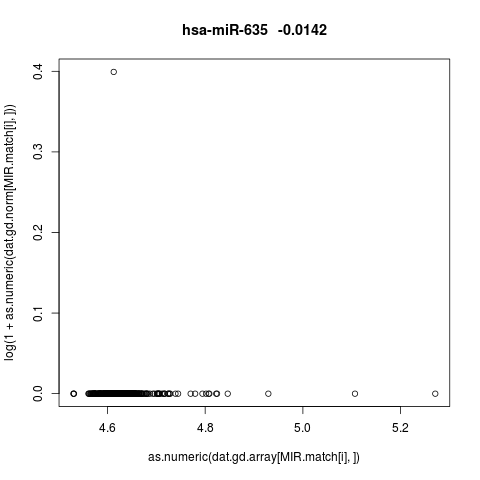 hsa-miR-635 -0.0142
log(1 + as.numeric(dat.gd.norm[MIR.match[i], ]))
0.4
0.3
0.2
0.1
0.0
4.6 4.8 5.0 5.2
as.numeric(dat.gd.array[MIR.match[i], ])